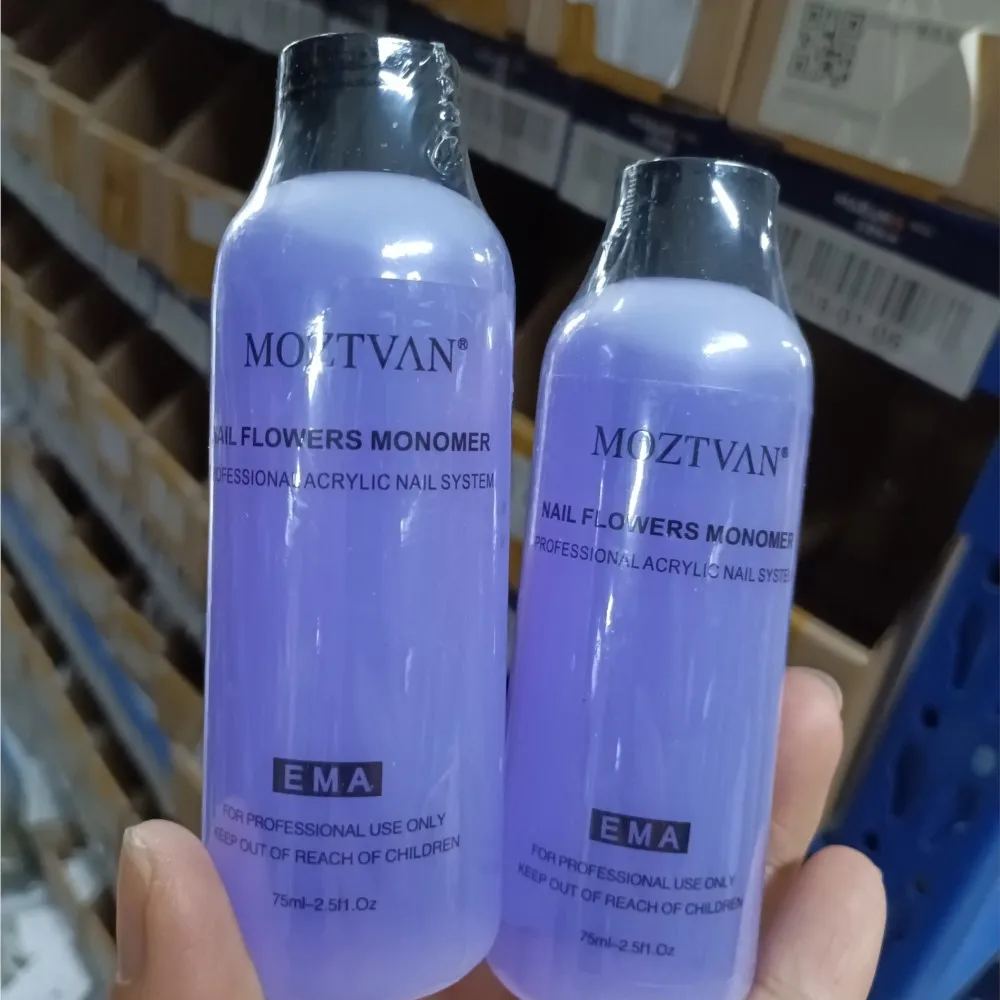 MOZTVAN®
NAIL FLOWERS MONOMER
PROFESSIONAL ACRYLIC NAIL SYSTEM
EMA
FOR PROFESSIONAL USE ONLY
KEEP OUT OF REACH OF CHILDREN
75ml-2.5f1.Oz
MOZTVAN®
NAIL FLOWERS MONOMER
PROFESSIONAL ACRYLIC NAIL SYSTEM
EMA
FOR PROFESSIONAL USE ONLY
KEEP OUT OF REACH OF CHILDREN
75ml-2.5f1.Oz